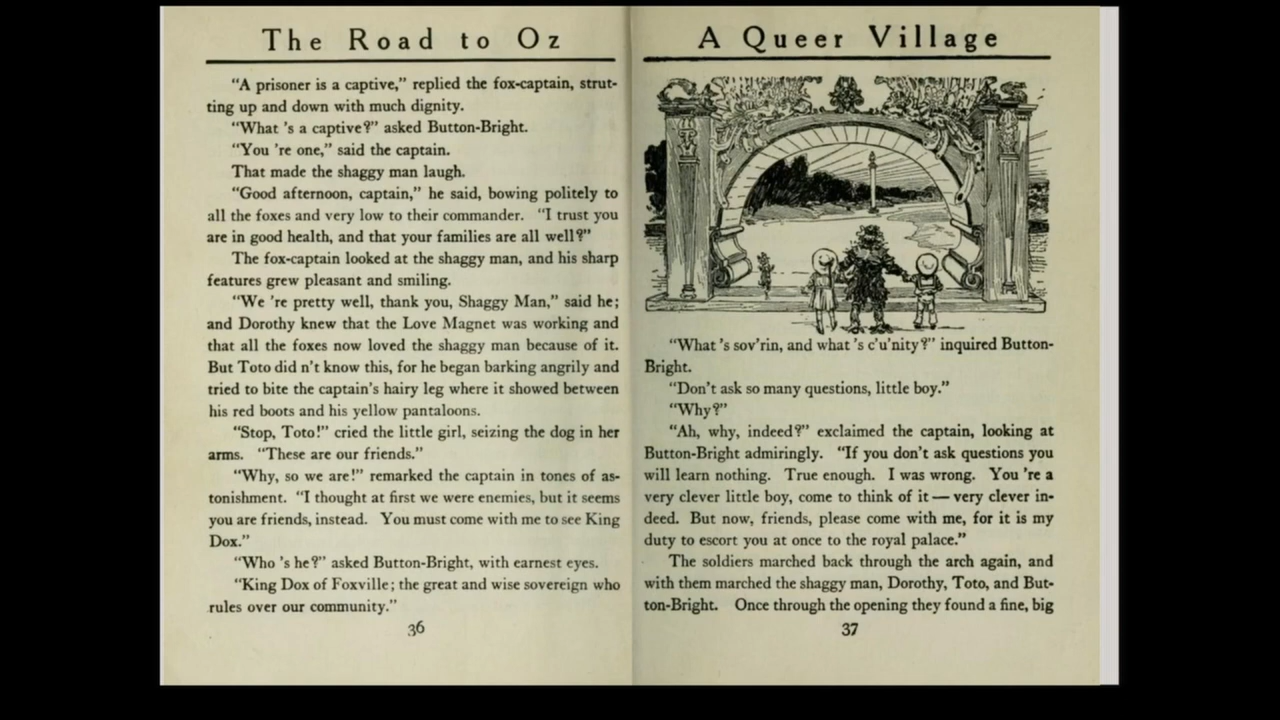 The Road to Oz
"A prisoner is a captive," replied the fox-captain, strut-
ting up and down with much dignity.
"What 's a captive?" asked Button-Bright.
"You 're one," said the captain.
That made the shaggy man laugh.
"Good afternoon, captain," he said, bowing politely to
all the foxes and very low to their commander. "I trust you
are in good health, and that your families are all well?"
The fox-captain looked at the shaggy man, and his sharp
features grew pleasant and smiling.
"We 're pretty well, thank you, Shaggy Man," said he;
and Dorothy knew that the Love Magnet was working and
that all the foxes now loved the shaggy man because of it.
But Toto did n't know this, for he began barking angrily and
tried to bite the captain's hairy leg where it showed between
his red boots and his yellow pantaloons.
"Stop, Toto!" cried the little girl, seizing the dog in her
arms. "These are our friends."
"Why, so we are!" remarked the captain in tones of as-
tonishment. "I thought at first we were enemies, but it seems
you are friends, instead. You must come with me to see King
Dox."
"Who 's he?" asked Button-Bright, with earnest eyes.
"King Dox of Foxville; the great and wise sovereign who
rules over our community."
36
A Queer Village
"What 's sov'rin, and what 's c'u'nity?" inquired Button-
Bright.
"Don't ask so many questions, little boy."
"Why?"
"Ah, why, indeed?" exclaimed the captain, looking at
Button-Bright admiringly. "If you don't ask questions you
will learn nothing. True enough. I was wrong. You 're a
very clever little boy, come to think of it — very clever in-
deed. But now, friends, please come with me, for it is my
duty to escort you at once to the royal palace."
The soldiers marched back through the arch again, and
with them marched the shaggy man, Dorothy, Toto, and But-
ton-Bright. Once through the opening they found a fine, big
37